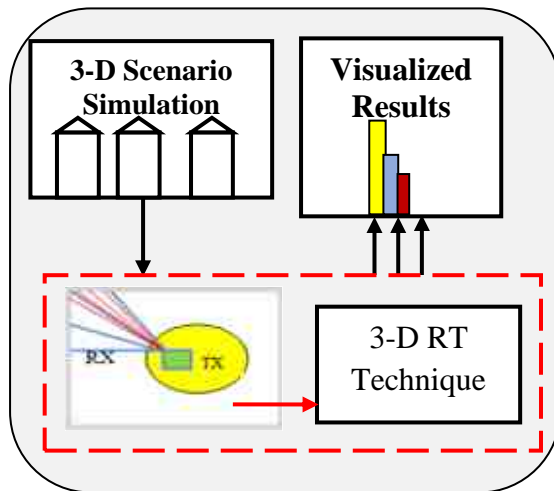 3-D Scenario
Simulation
Visualized
Results
RX
TX
3-D RT
Technique